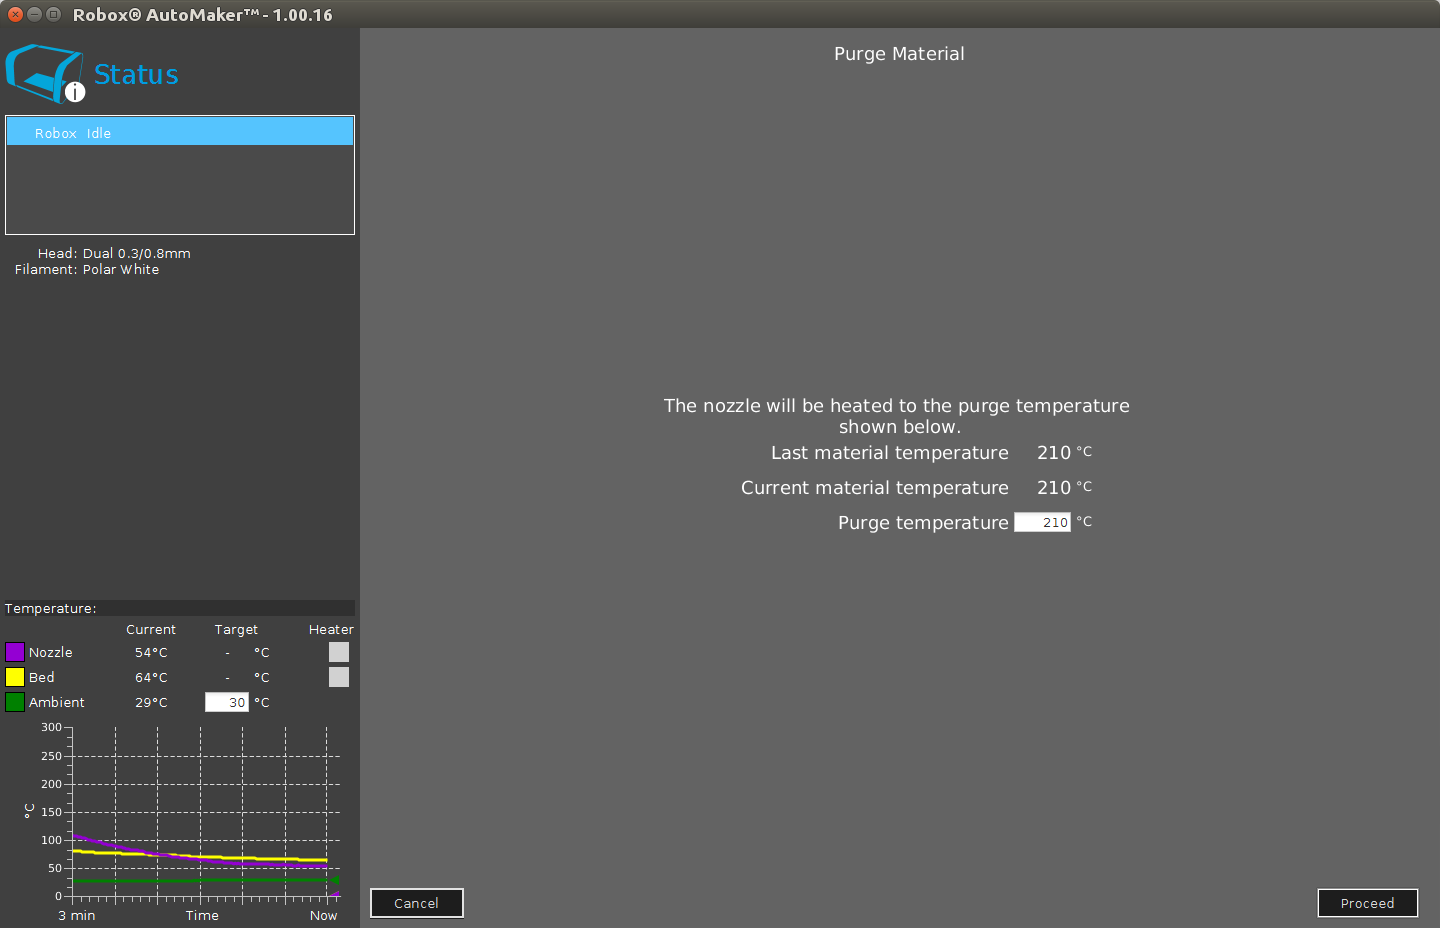 Robox® AutoMaker™ - 1.00.16
Status
i
Robox Idle
Head: Dual 0.3/0.8mm
Filament: Polar White
Temperature:
Current Target Heater
Nozzle 54°C - °C
Bed 64°C - °C
Ambient 29°C 30 °C
300
250
200
150
100
50
0
°C
3 min Time Now
Purge Material
The nozzle will be heated to the purge temperature
shown below.
Last material temperature 210 °C
Current material temperature 210 °C
Purge temperature 210 °C
Cancel
Proceed